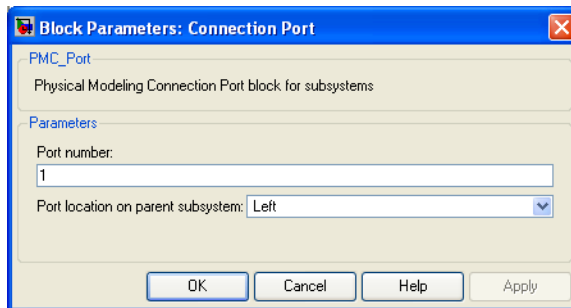 Block Parameters: Connection Port
PMC_Port
Physical Modeling Connection Port block for subsystems
Parameters
Port number:
1
Port location on parent subsystem: Left
OK Cancel Help Apply